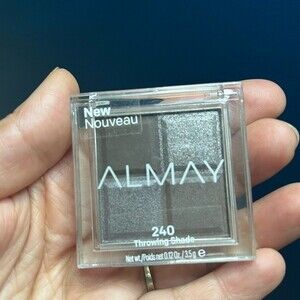 New
Nouveau
ALMAY
240
Throwing Shade
Net wt./Poids net 0.12 Oz. / 3.5 g e